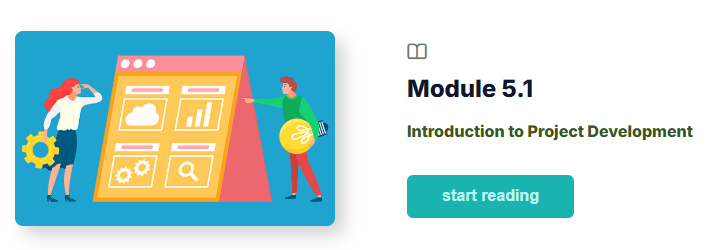 Module 5.1
Introduction to Project Development
start reading